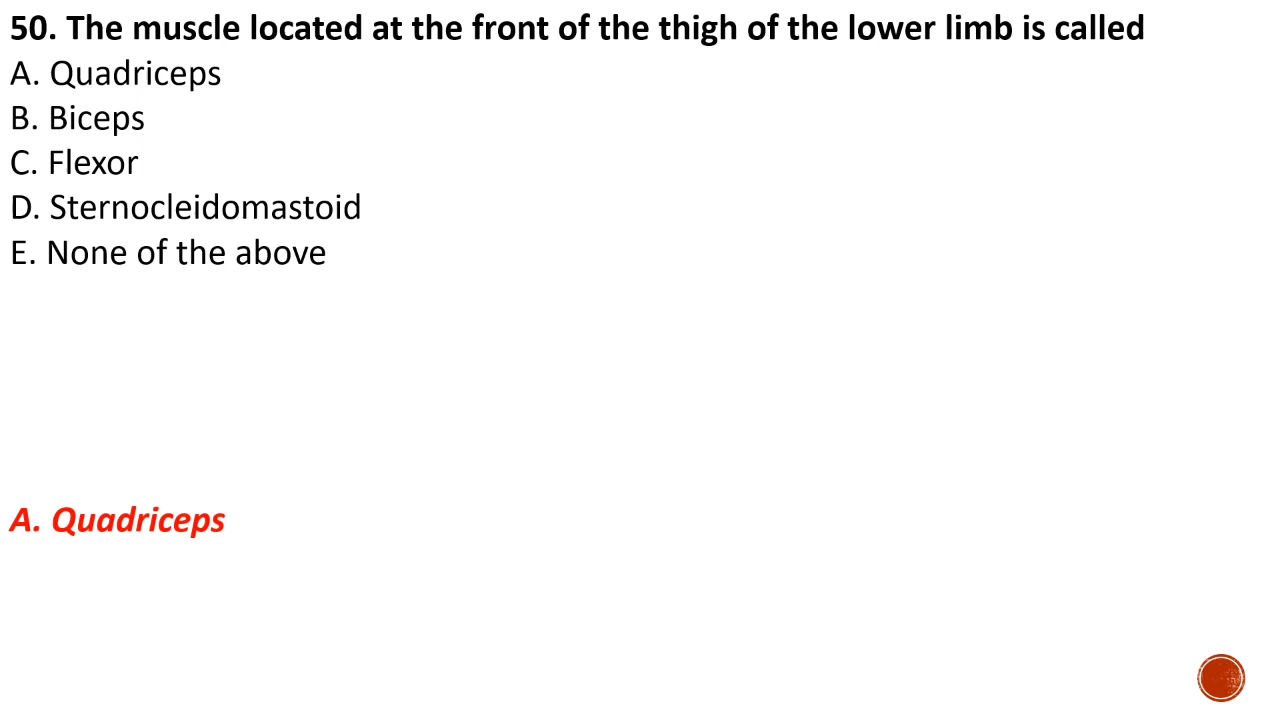 50. The muscle located at the front of the thigh of the lower limb is called
A. Quadriceps
B. Biceps
C. Flexor
D. Sternocleidomastoid
E. None of the above
A. Quadriceps